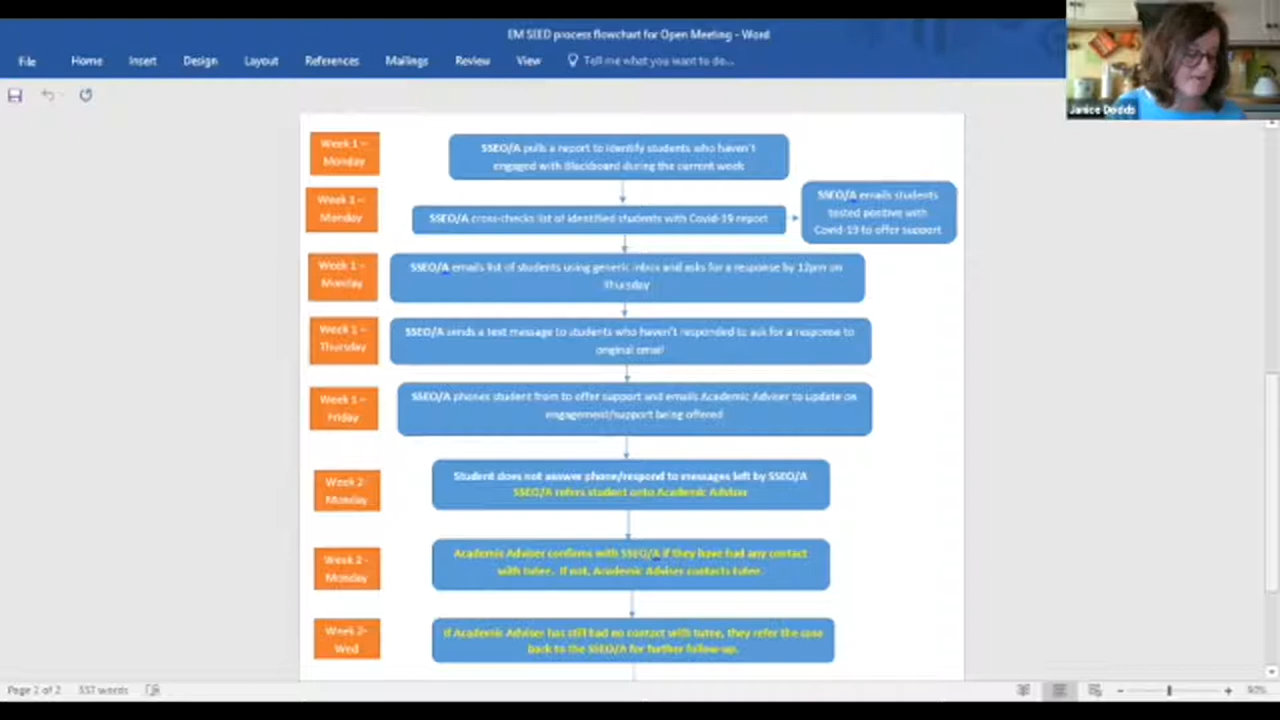 EM SEED process flowchart for Open Meeting - Word
File Home Insert Design Layout References Mailings Review View Tell me what you want to do...
Janice Dodds
Week 1 –
Monday
SSEO/A pulls a report to identify students who haven't
engaged with Blackboard during the current week
Week 1 –
Monday
SSEO/A cross-checks list of identified students with Covid-19 report
SSEO/A emails students
tested positive with
Covid-19 to offer support
Week 1 –
Monday
SSEO/A emails list of students using generic inbox and asks for a response by 12pm on
Thursday
Week 1 –
Thursday
SSEO/A sends a text message to students who haven't responded to ask for a response to
original email
Week 1 –
Friday
SSEO/A phones student from to offer support and emails Academic Adviser to update on
engagement/support being offered
Week 2
Monday
Student does not answer phone/respond to messages left by SSEO/A
SSEO/A refers student onto Academic Adviser
Week 2 -
Monday
Academic Adviser confirms with SSEO/A if they have had any contact
with tutee. If not, Academic Adviser contacts tutee.
Week 2-
Wed
If Academic Adviser has still had no contact with tutee, they refer the case
back to the SSEO/A for further follow-up.
Page 1 of 2 537 words 90%